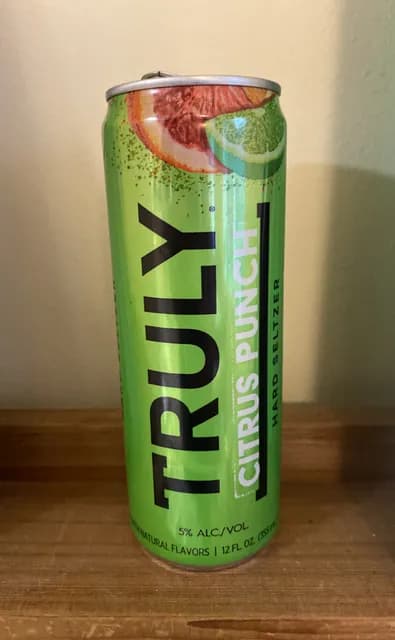 TRULY®
CITRUS PUNCH
HARD SELTZER
5% ALC/VOL
NATURAL FLAVORS | 12 FL. OZ.